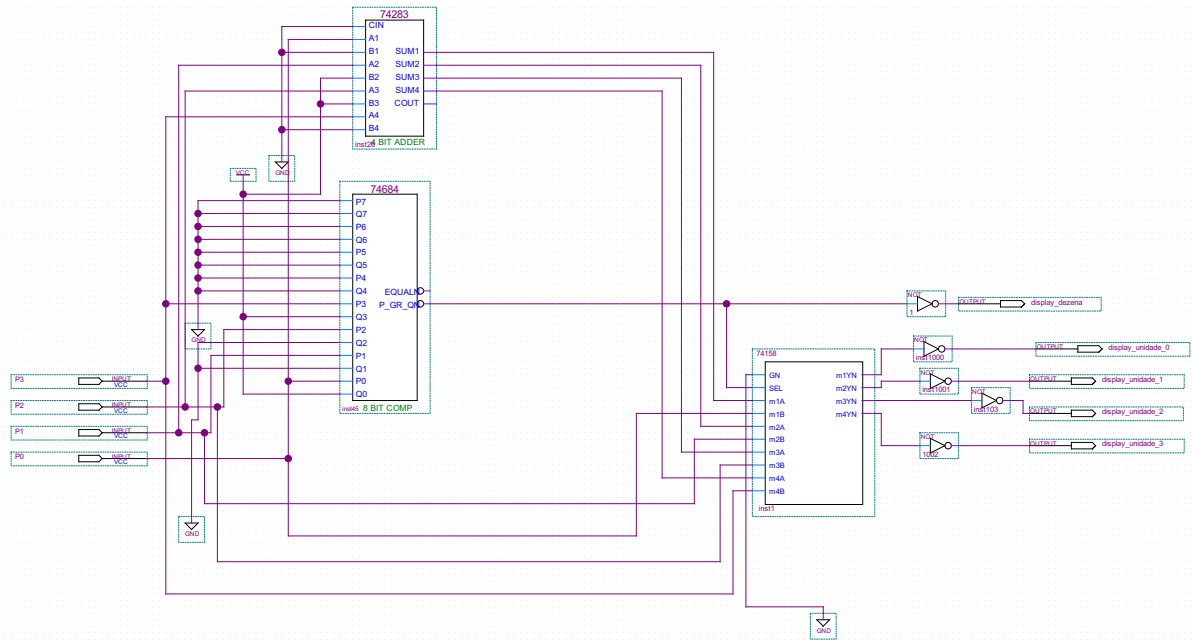 74283
CIN
A1
B1 SUM1
A2 SUM2
B2 SUM3
A3 SUM4
B3 COUT
A4
B4
inst26 4 BIT ADDER
GND
VCC
74684
P7
Q7
P6
Q6
P5
Q5
P4
Q4 EQUALN
P3 P_GR_QN
Q3
P2
Q2
P1
Q1
P0
Q0
inst45 8 BIT COMP
GND
P3 INPUT
VCC
P2 INPUT
VCC
P1 INPUT
VCC
P0 INPUT
VCC
GND
74158
GN m1YN
SEL m2YN
m1A m3YN
m1B m4YN
m2A
m2B
m3A
m3B
m4A
m4B
inst1
GND
NOT
1
OUTPUT display_dezena
NOT
inst1000
OUTPUT display_unidade_0
NOT
inst1001
OUTPUT display_unidade_1
NOT
inst103
OUTPUT display_unidade_2
NOT
1002
OUTPUT display_unidade_3